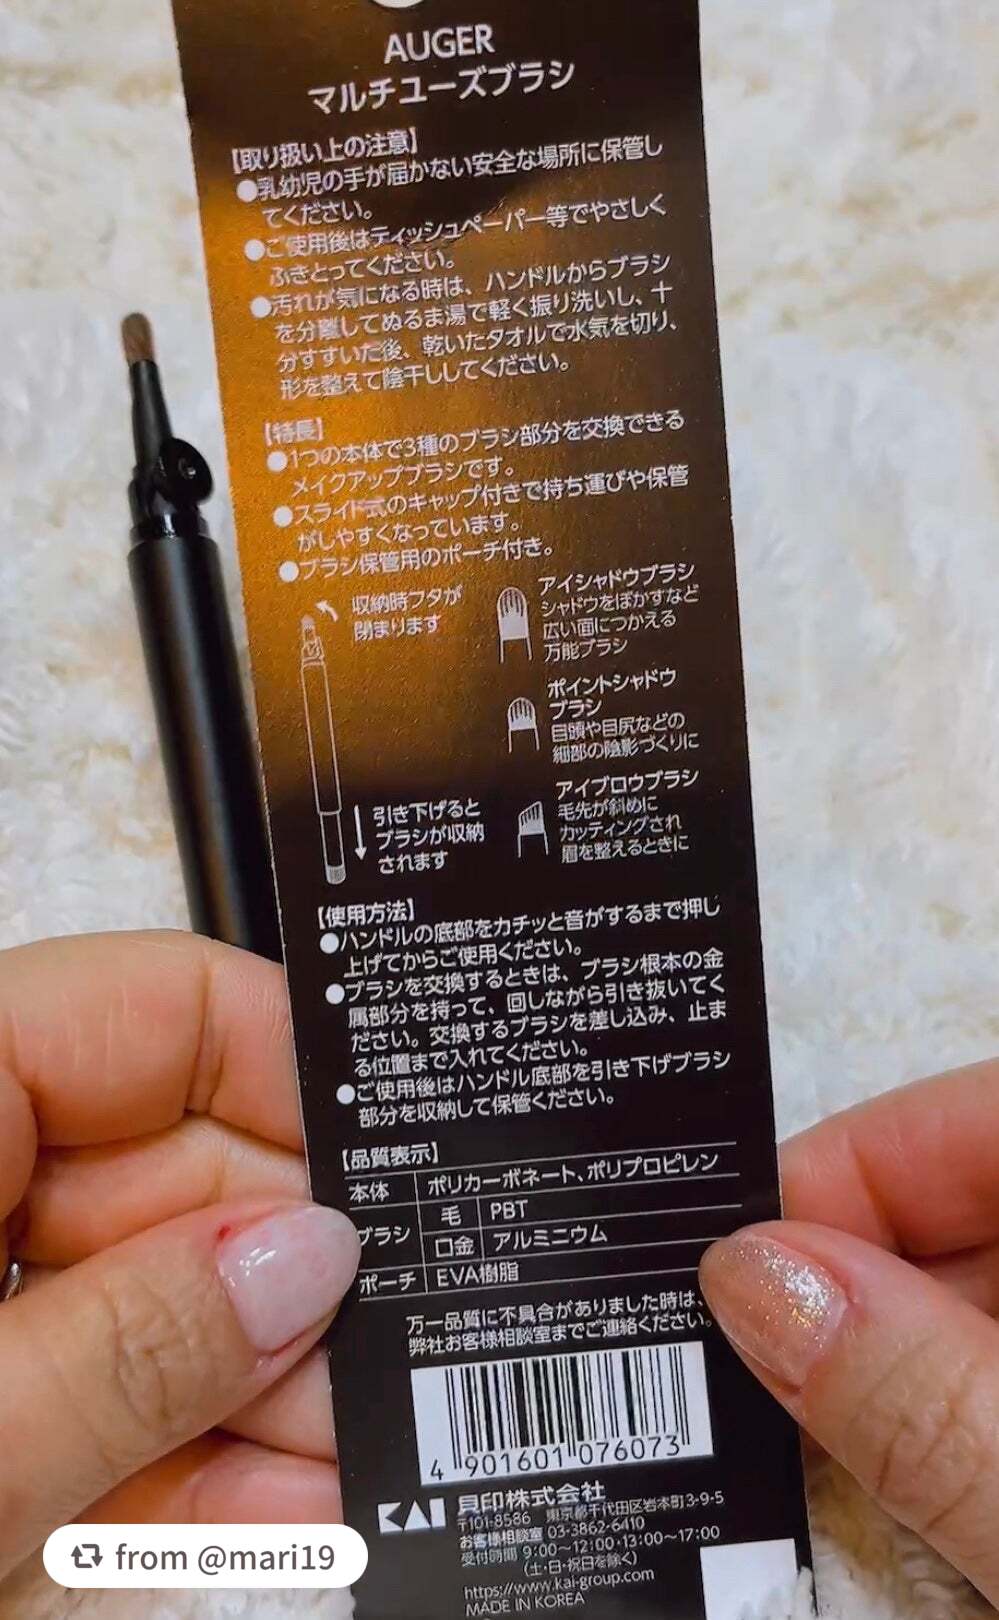 AUGER
マルチユーズブラシ
【取り扱い上の注意】
●乳幼児の手が届かない安全な場所に保管し
てください。
●ご使用後はティッシュペーパー等でやさしく
ふきとってください。
●汚れが気になる時は、ハンドルからブラシ
を分離してぬるま湯で軽く振り洗いし、十
分すすいだ後、乾いたタオルで水気を切り、
形を整えて陰干ししてください。
【特長】
●1つの本体で3種のブラシ部分を交換できる
メイクアップブラシです。
●スライド式のキャップ付きで持ち運びや保管
がしやすくなっています。
●ブラシ保管用のポーチ付き。
収納時フタが
閉まります
引き下げると
ブラシが収納
されます
アイシャドウブラシ
シャドウをぼかすなど
広い面につかえる
万能ブラシ
ポイントシャドウ
ブラシ
目頭や目尻などの
細部の陰影づくりに
アイブロウブラシ
毛先が斜めに
カッティングされ
眉を整えるときに
【使用方法】
●ハンドルの底部をカチッと音がするまで押し
上げてからご使用ください。
●ブラシを交換するときは、ブラシ根本の金
属部分を持って、回しながら引き抜いてく
ださい。交換するブラシを差し込み、止ま
る位置まで入れてください。
●ご使用後はハンドル底部を引き下げブラシ
部分を収納して保管ください。
【品質表示】
本体 ポリカーボネート、ポリプロピレン
ブラシ 毛 PBT
口金 アルミニウム
ポーチ EVA樹脂
万一品質に不具合がありました時は、
弊社お客様相談室までご連絡ください。
4 901601 076073
KAI 貝印株式会社
〒101-8586 東京都千代田区岩本町3-9-5
お客様相談室 03-3862-6410
受付時間 9:00～12:00・13:00～17:00
(土・日・祝日を除く)
https://www.kai-group.com
MADE IN KOREA
from @mari19